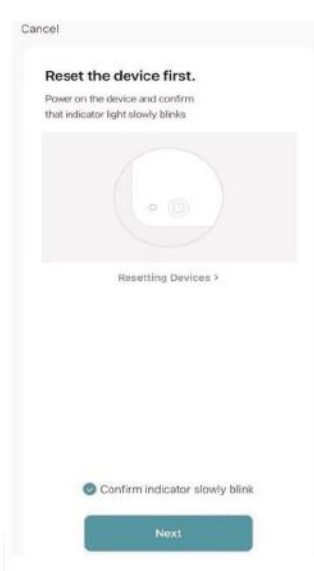 Cancel
Reset the device first.
Power on the device and confirm
that indicator light slowly blinks
Resetting Devices >
Confirm indicator slowly blink
Next